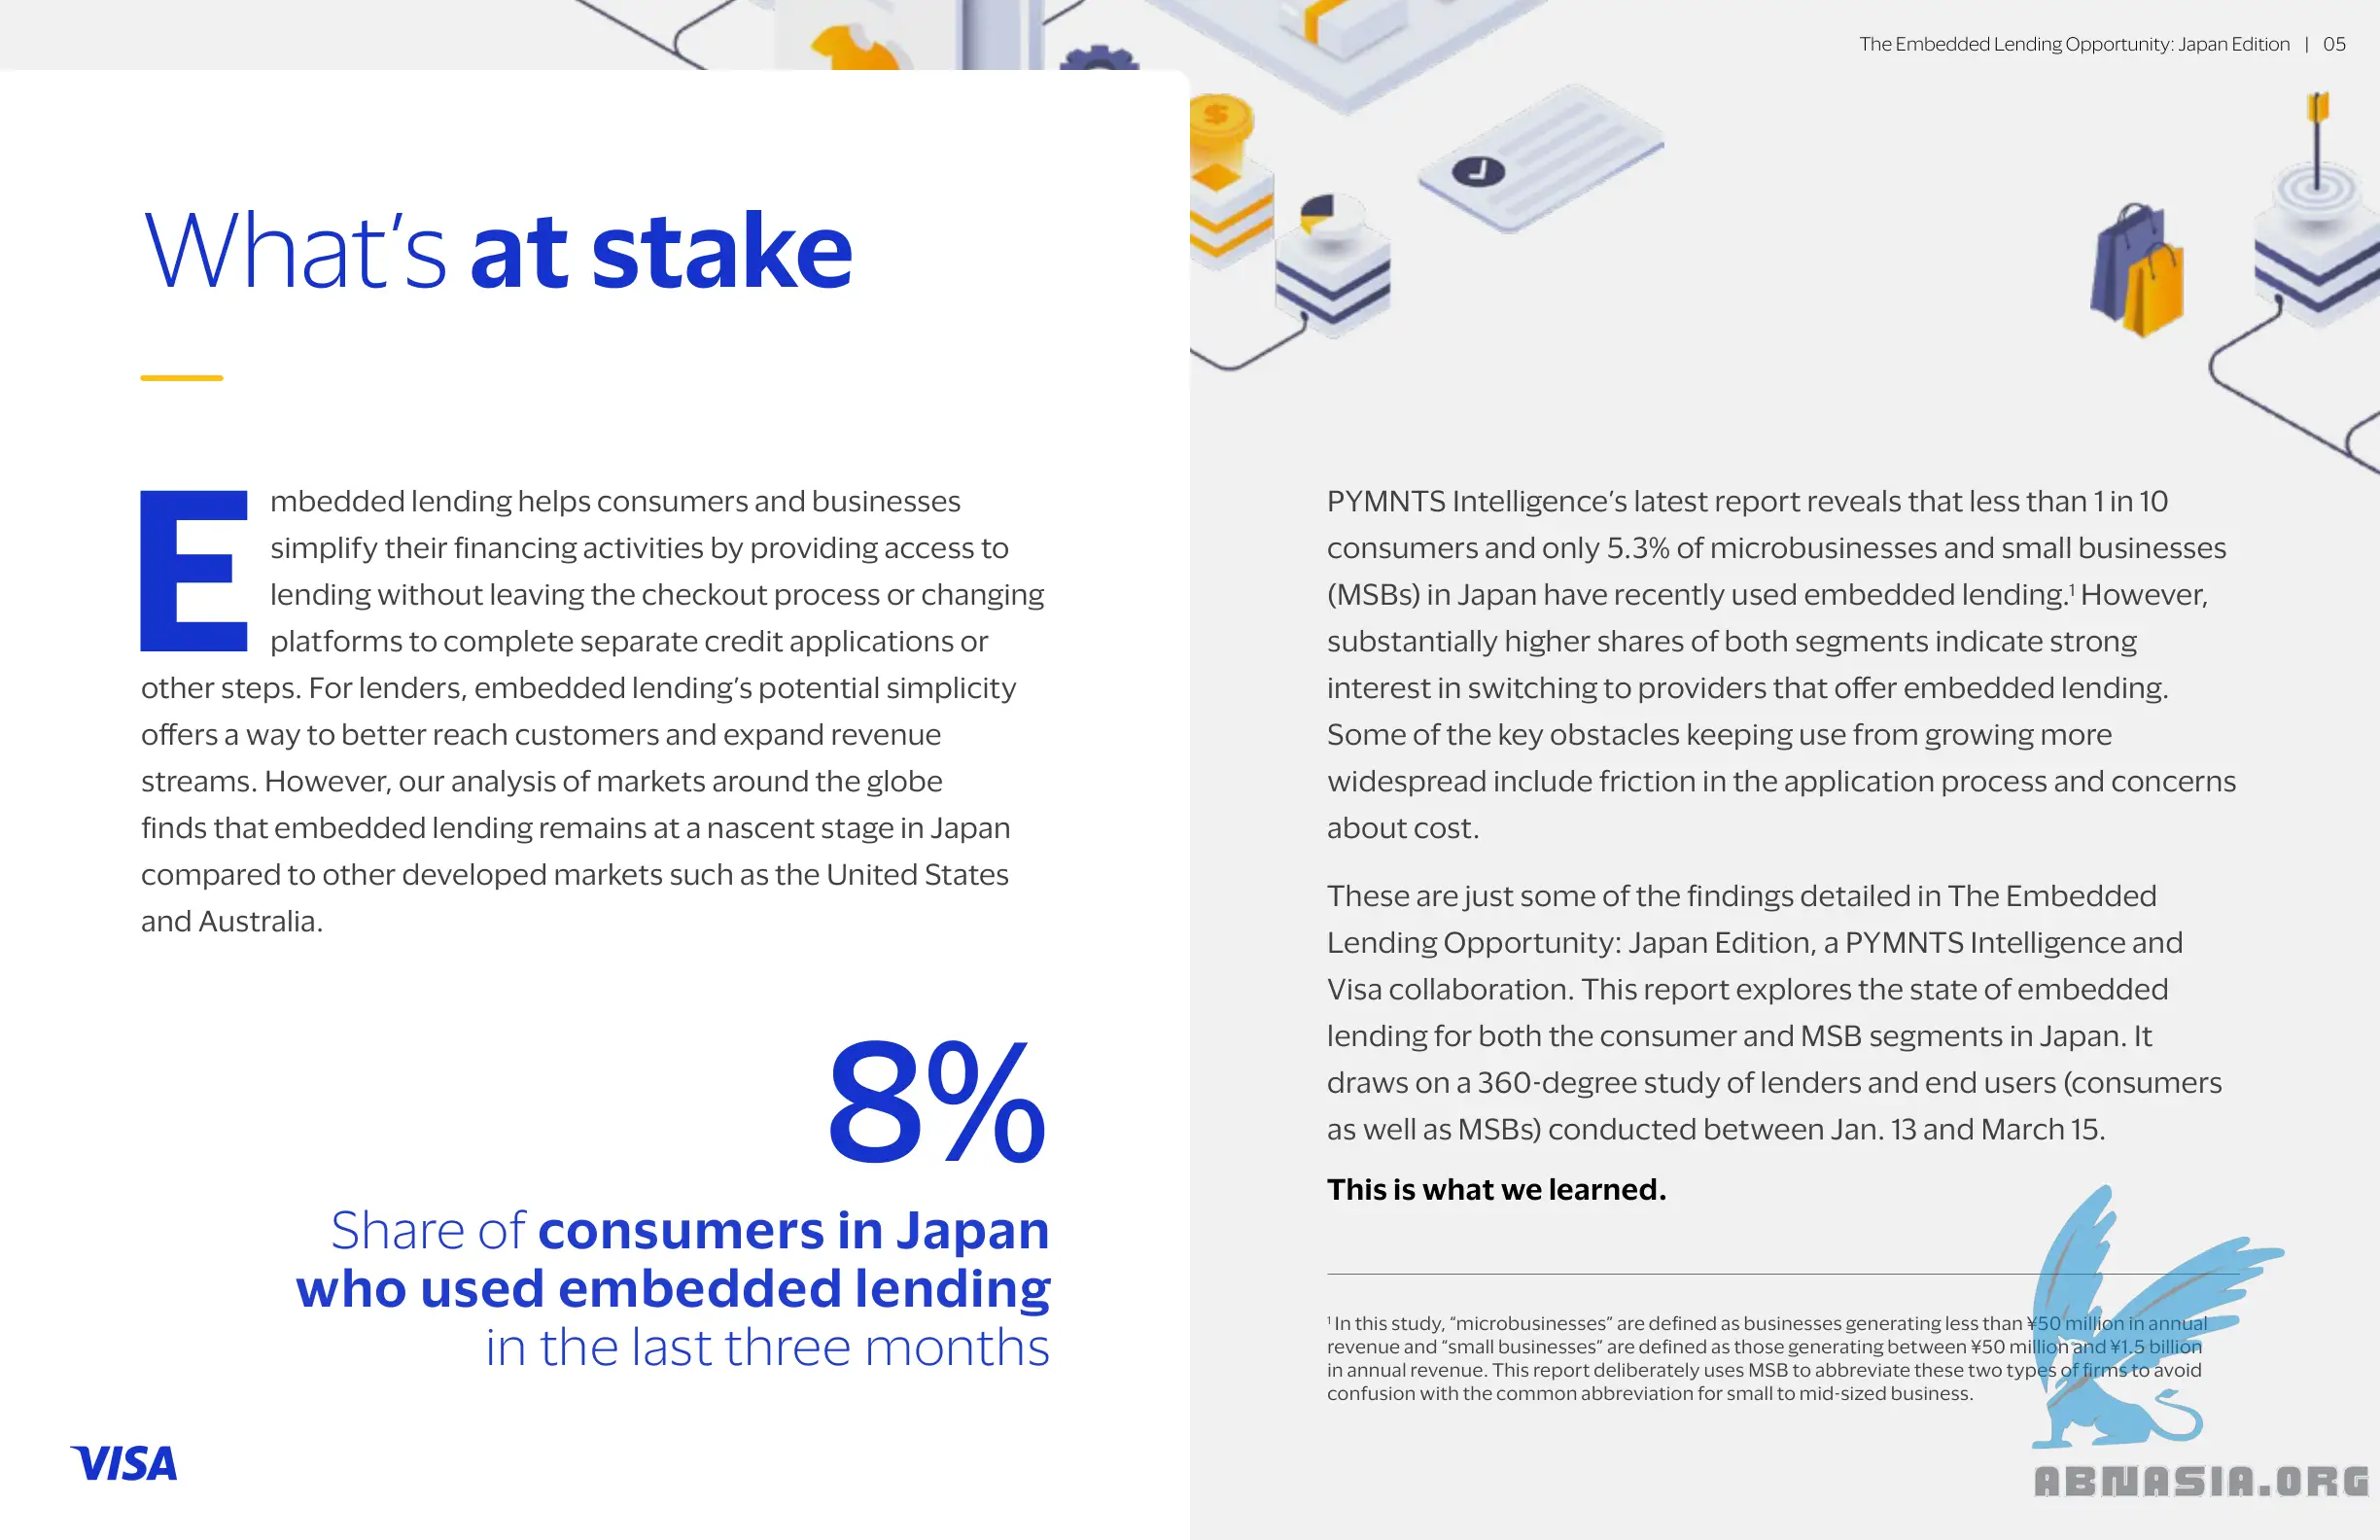 The Embedded Lending Opportunity: Japan Edition | 05
What’s at stake
Embedded lending helps consumers and businesses
simplify their financing activities by providing access to
lending without leaving the checkout process or changing
platforms to complete separate credit applications or
other steps. For lenders, embedded lending’s potential simplicity
offers a way to better reach customers and expand revenue
streams. However, our analysis of markets around the globe
finds that embedded lending remains at a nascent stage in Japan
compared to other developed markets such as the United States
and Australia.
8%
Share of consumers in Japan
who used embedded lending
in the last three months
VISA
PYMNTS Intelligence’s latest report reveals that less than 1 in 10
consumers and only 5.3% of microbusinesses and small businesses
(MSBs) in Japan have recently used embedded lending.¹ However,
substantially higher shares of both segments indicate strong
interest in switching to providers that offer embedded lending.
Some of the key obstacles keeping use from growing more
widespread include friction in the application process and concerns
about cost.
These are just some of the findings detailed in The Embedded
Lending Opportunity: Japan Edition, a PYMNTS Intelligence and
Visa collaboration. This report explores the state of embedded
lending for both the consumer and MSB segments in Japan. It
draws on a 360-degree study of lenders and end users (consumers
as well as MSBs) conducted between Jan. 13 and March 15.
This is what we learned.
¹ In this study, “microbusinesses” are defined as businesses generating less than ¥50 million in annual
revenue and “small businesses” are defined as those generating between ¥50 million and ¥1.5 billion
in annual revenue. This report deliberately uses MSB to abbreviate these two types of firms to avoid
confusion with the common abbreviation for small to mid-sized business.
ABNASIA.ORG